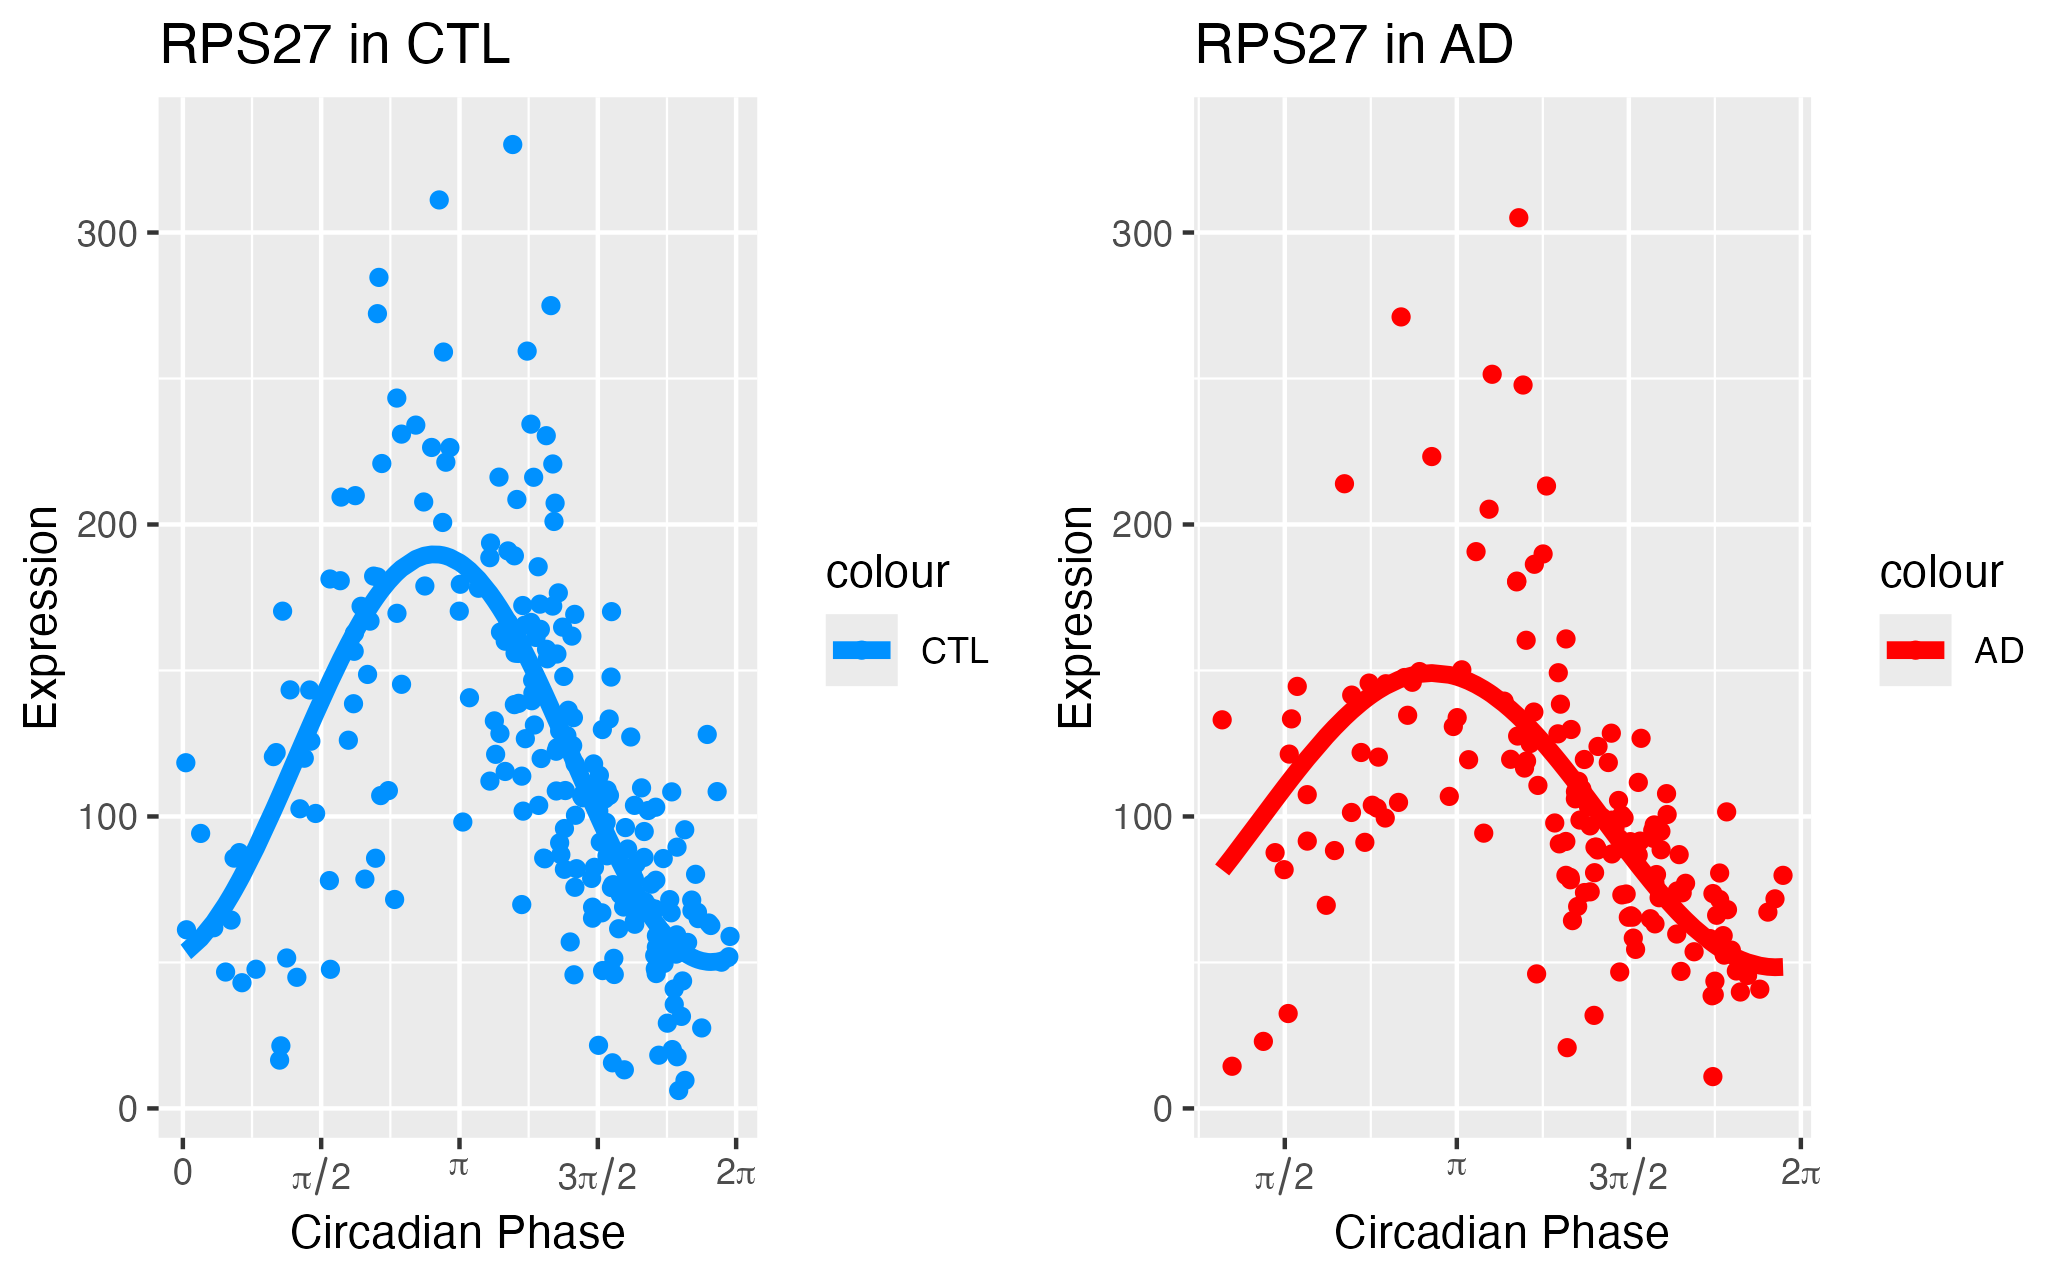 RPS27 in CTL
Expression
300
200
100
0
0 π/2 π 3π/2 2π
Circadian Phase
colour
CTL
RPS27 in AD
Expression
300
200
100
0
π/2 π 3π/2 2π
Circadian Phase
colour
AD